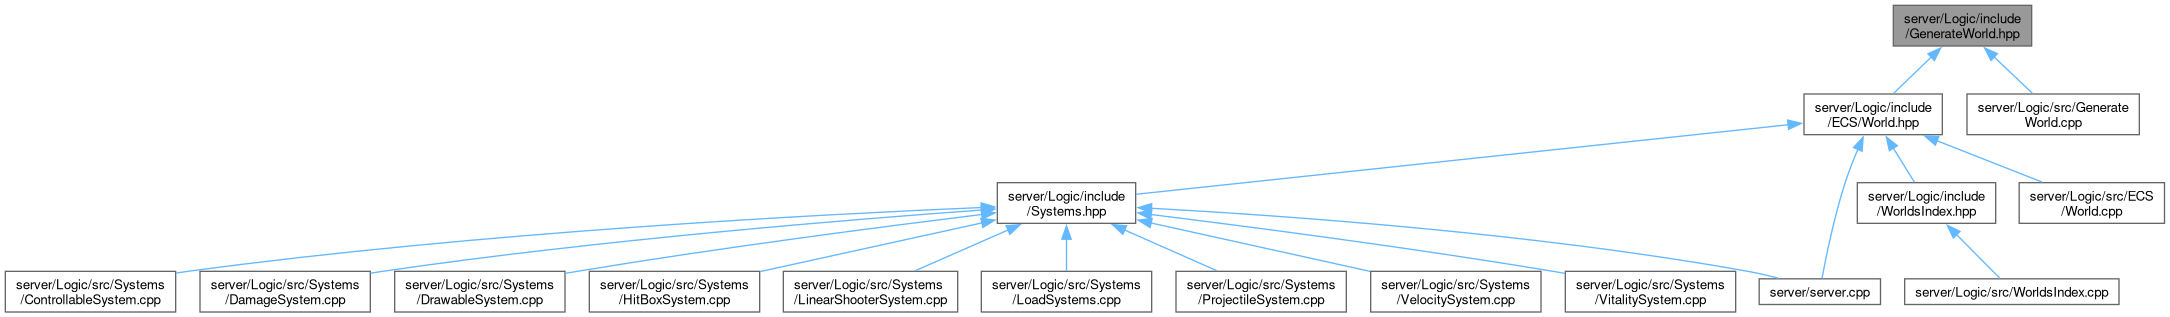 server/Logic/include
/GenerateWorld.hpp
server/Logic/include
/ECS/World.hpp
server/Logic/src/Generate
World.cpp
server/Logic/include
/Systems.hpp
server/Logic/include
/WorldsIndex.hpp
server/Logic/src/ECS
/World.cpp
server/Logic/src/Systems
/ControllableSystem.cpp
server/Logic/src/Systems
/DamageSystem.cpp
server/Logic/src/Systems
/DrawableSystem.cpp
server/Logic/src/Systems
/HitBoxSystem.cpp
server/Logic/src/Systems
/LinearShooterSystem.cpp
server/Logic/src/Systems
/LoadSystems.cpp
server/Logic/src/Systems
/ProjectileSystem.cpp
server/Logic/src/Systems
/VelocitySystem.cpp
server/Logic/src/Systems
/VitalitySystem.cpp
server/server.cpp
server/Logic/src/WorldsIndex.cpp